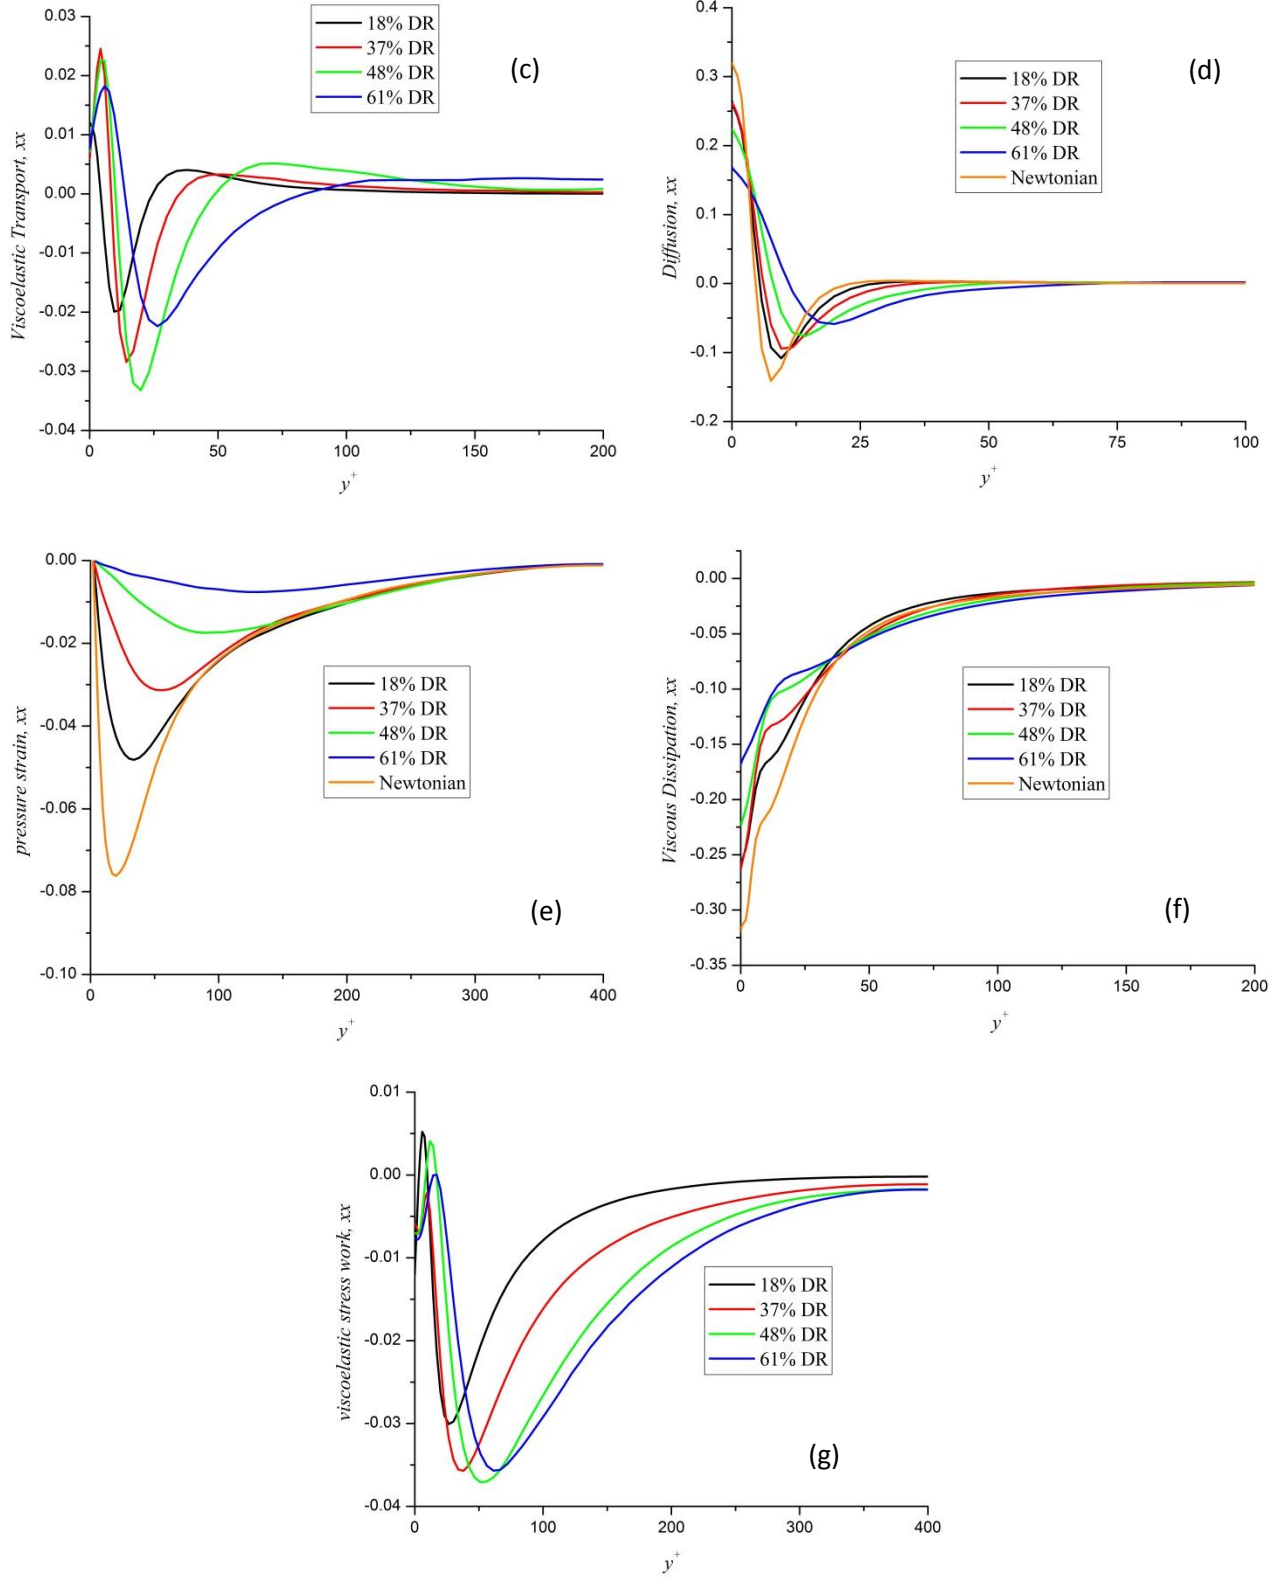 0.03
0.02
0.01
0.00
-0.01
-0.02
-0.03
-0.04
0
50
100
150
200
Viscoelastic Transport, xx
y+
18% DR
37% DR
48% DR
61% DR
(c)
0.4
0.3
0.2
0.1
0.0
-0.1
-0.2
0
25
50
75
100
Diffusion, xx
y+
18% DR
37% DR
48% DR
61% DR
Newtonian
(d)
0.00
-0.02
-0.04
-0.06
-0.08
-0.10
0
100
200
300
400
pressure strain, xx
y+
18% DR
37% DR
48% DR
61% DR
Newtonian
(e)
0.00
-0.05
-0.10
-0.15
-0.20
-0.25
-0.30
-0.35
0
50
100
150
200
Viscous Dissipation, xx
y+
18% DR
37% DR
48% DR
61% DR
Newtonian
(f)
0.01
0.00
-0.01
-0.02
-0.03
-0.04
0
100
200
300
400
viscoelastic stress work, xx
y+
18% DR
37% DR
48% DR
61% DR
(g)